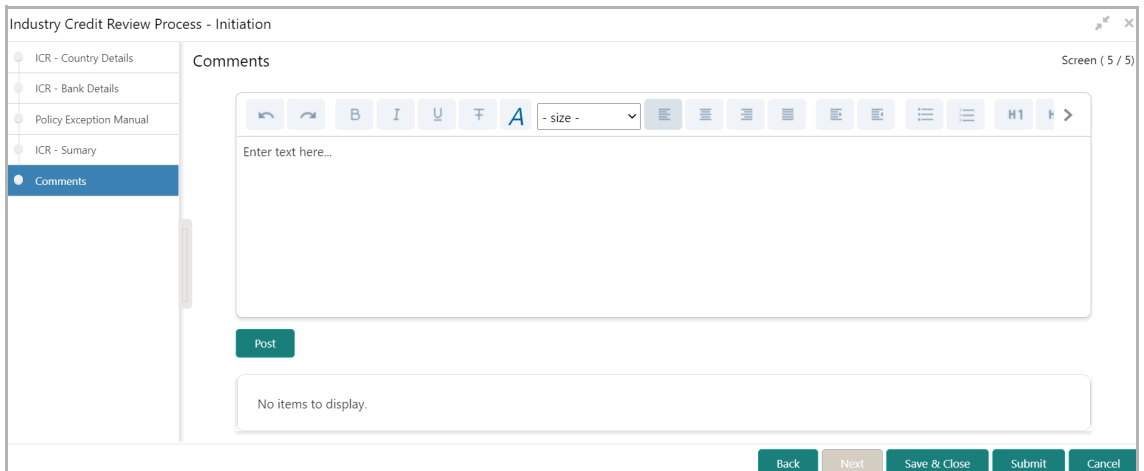 Industry Credit Review Process - Initiation
ICR - Country Details
ICR - Bank Details
Policy Exception Manual
ICR - Sumary
Comments
Comments
Screen ( 5 / 5)
B I U T A - size - H1
Enter text here...
Post
No items to display.
Back Next Save & Close Submit Cancel